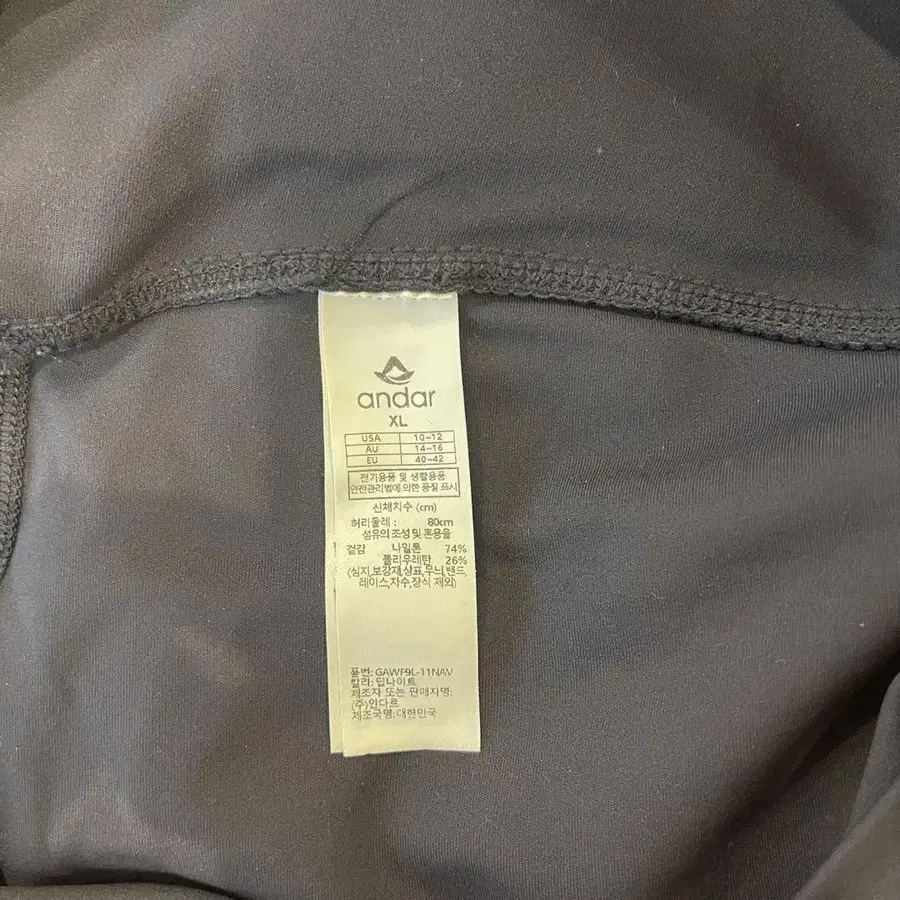 andar
XL
USA 10~12
AU 14~16
EU 40~42
전기용품 및 생활용품
안전관리법에 의한 품질 표시
신체치수 (cm)
허리둘레 : 80cm
섬유의 조성 및 혼용율
겉감 나일론 74%
폴리우레탄 26%
(심지,보강재,상표,무늬,밴드,
레이스,자수,장식 제외)
품번: GAWF9L-11NAV
칼라: 딥나이트
제조자 또는 판매자명:
(주)안다르
제조국명:대한민국